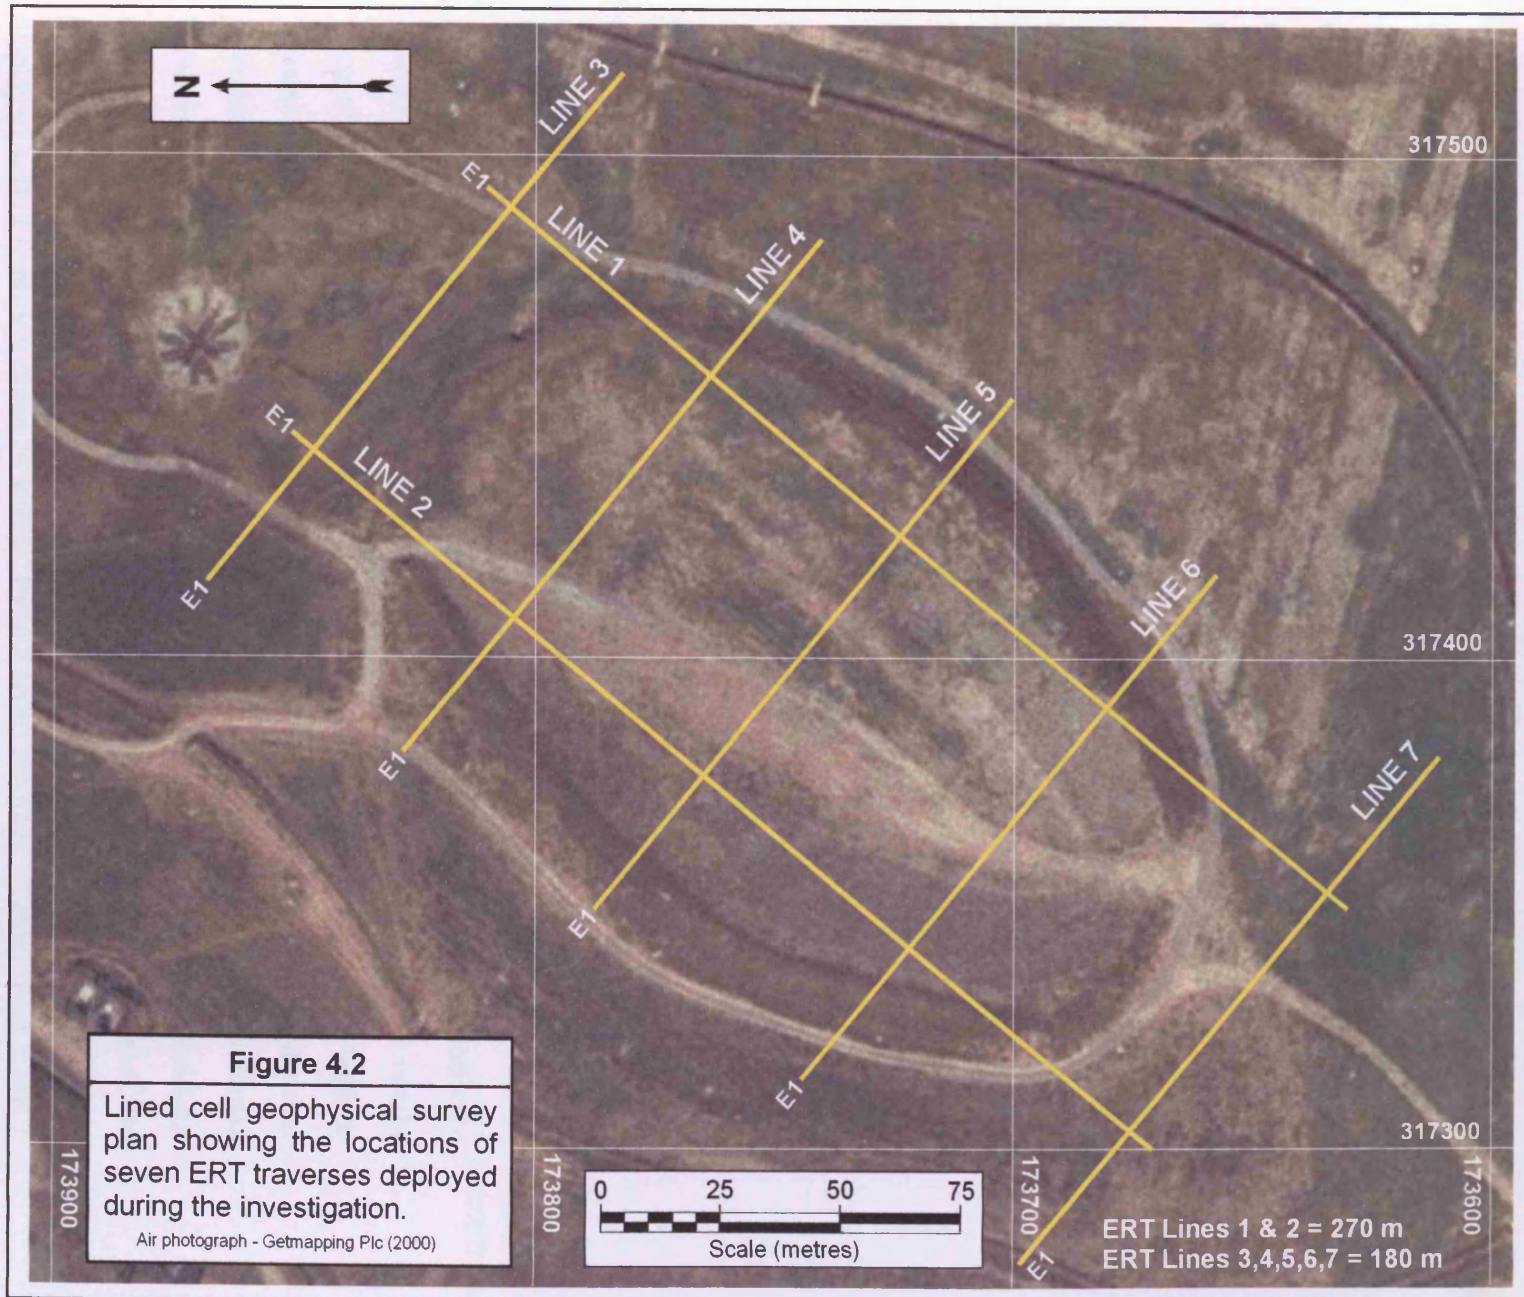 N
LINE 3
317500
E1
LINE 1
LINE 4
E1
LINE 2
LINE 5
E1
LINE 6
317400
E1
LINE 7
E1
E1
317300
173900
173800
173700
173600
E1
Figure 4.2
Lined cell geophysical survey
plan showing the locations of
seven ERT traverses deployed
during the investigation.
Air photograph - Getmapping Plc (2000)
0 25 50 75
Scale (metres)
ERT Lines 1 & 2 = 270 m
ERT Lines 3,4,5,6,7 = 180 m